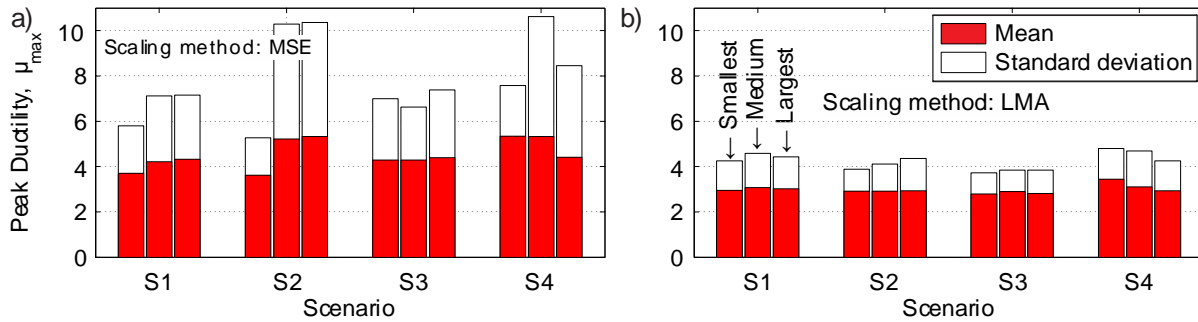 a)
Scaling method: MSE
Peak Ductility, μmax
10
8
6
4
2
0
S1 S2 S3 S4
Scenario
b)
Mean
Standard deviation
Smallest
Medium
Largest
Scaling method: LMA
10
8
6
4
2
0
S1 S2 S3 S4
Scenario